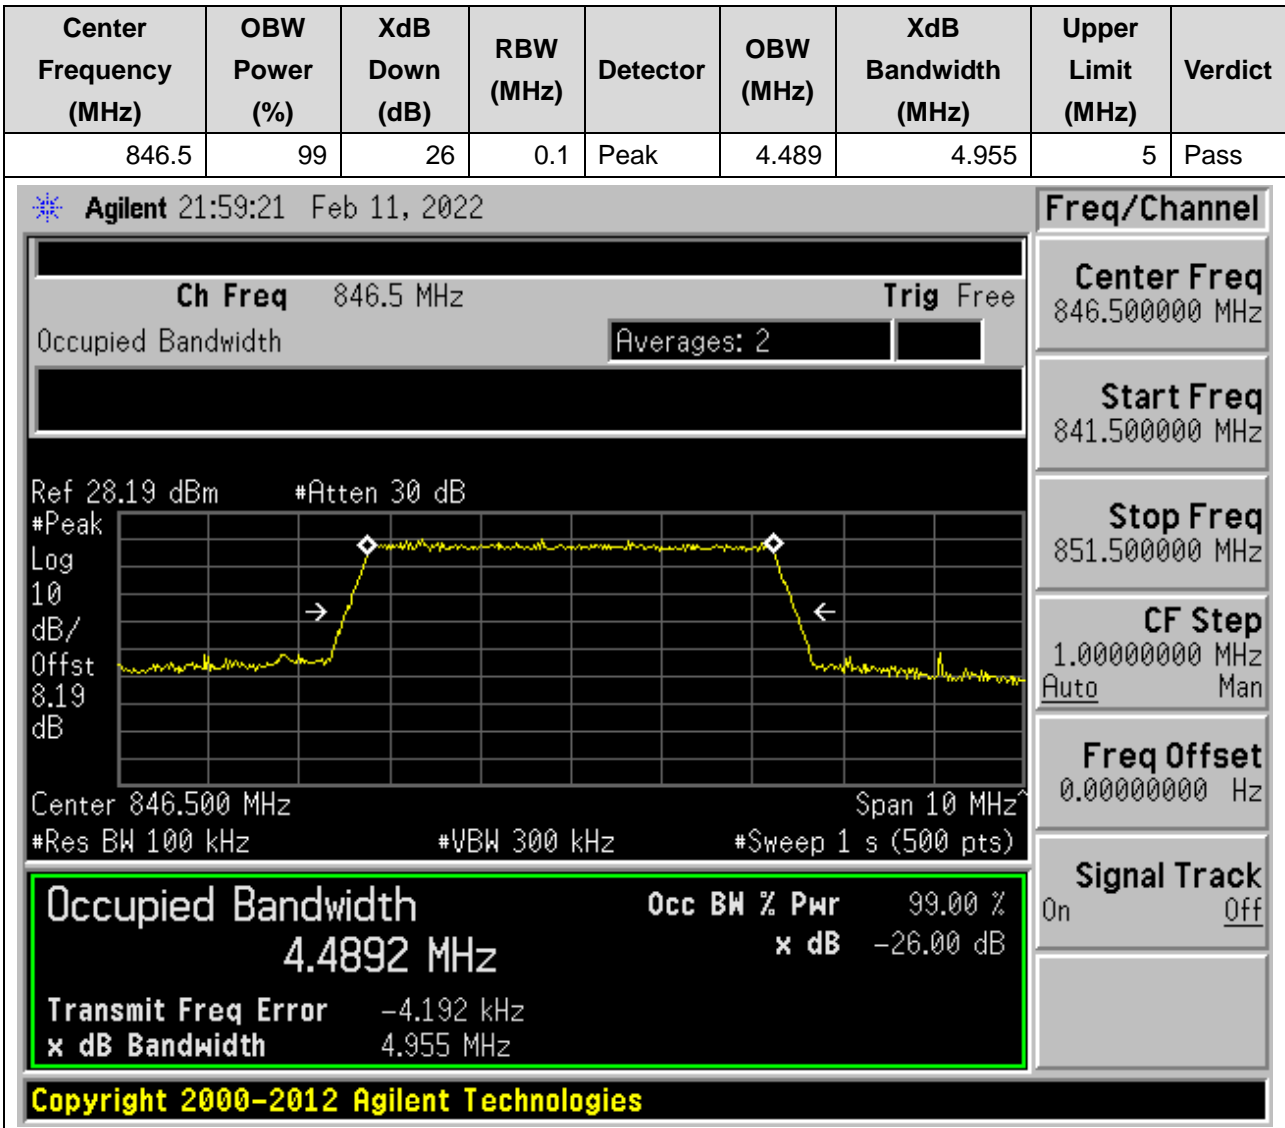 Center Frequency (MHz) OBW Power (%) XdB Down (dB) RBW (MHz) Detector OBW (MHz) XdB Bandwidth (MHz) Upper Limit (MHz) Verdict
846.5 99 26 0.1 Peak 4.489 4.955 5 Pass
Agilent 21:59:21 Feb 11, 2022
Freq/Channel
Ch Freq 846.5 MHz Trig Free
Occupied Bandwidth Averages: 2
Center Freq
846.500000 MHz
Start Freq
841.500000 MHz
Stop Freq
851.500000 MHz
CF Step
1.00000000 MHz
Auto Man
Freq Offset
0.00000000 Hz
Signal Track
On Off
Ref 28.19 dBm #Atten 30 dB
#Peak
Log
10
dB/
Offst
8.19
dB
Center 846.500 MHz Span 10 MHz^
#Res BW 100 kHz #VBW 300 kHz #Sweep 1 s (500 pts)
Occupied Bandwidth Occ BW % Pwr 99.00 %
4.4892 MHz x dB -26.00 dB
Transmit Freq Error -4.192 kHz
x dB Bandwidth 4.955 MHz
Copyright 2000-2012 Agilent Technologies